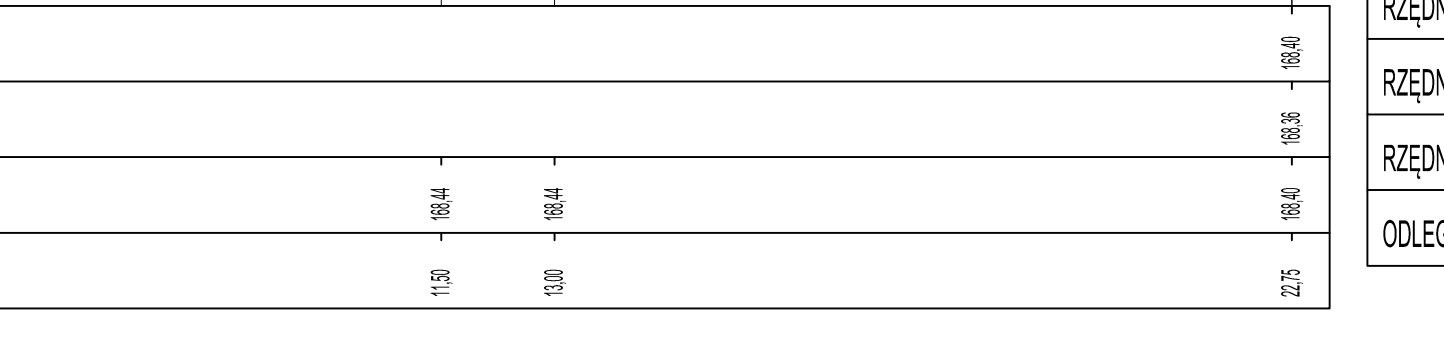 168,40
168,36
168,44 168,44 168,40
11,50 13,00 22,75
RZĘDN
RZĘDN
RZĘDN
ODLEG